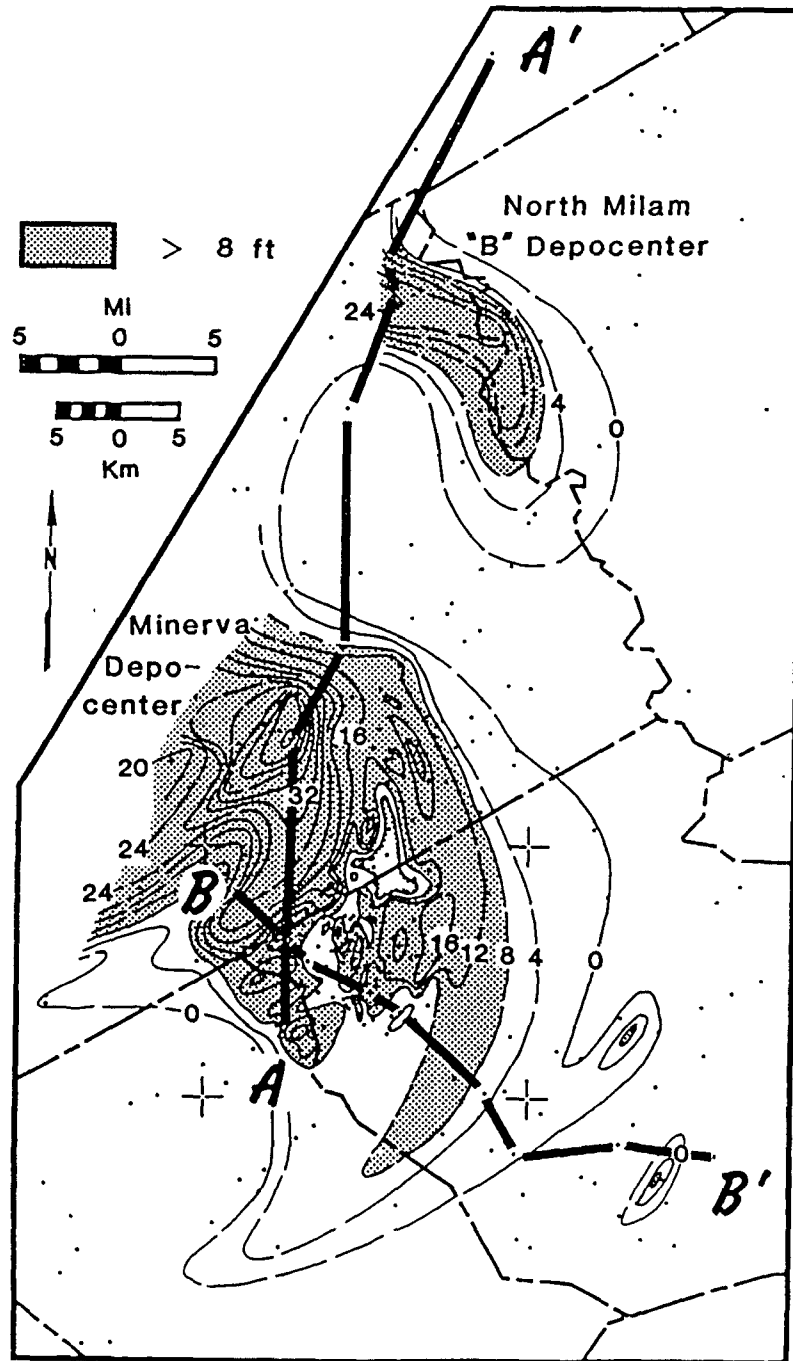 A'
North Milam
"B" Depocenter
> 8 ft
MI
5 0 5
5 0 5
Km
N
24
4
0
Minerva
Depo-
center
16
20
32
24
24
B
16 12 8 4 0
0
A
0
B'